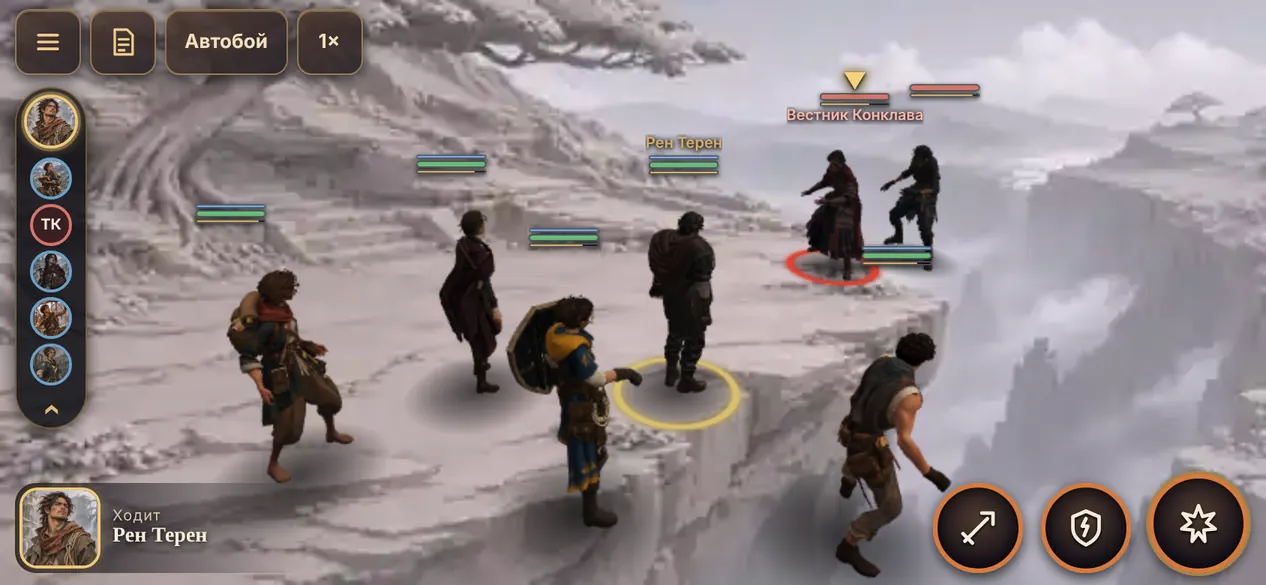 Автобой
1×
Вестник Конклава
Рен Терен
ТК
Ходит
Рен Терен